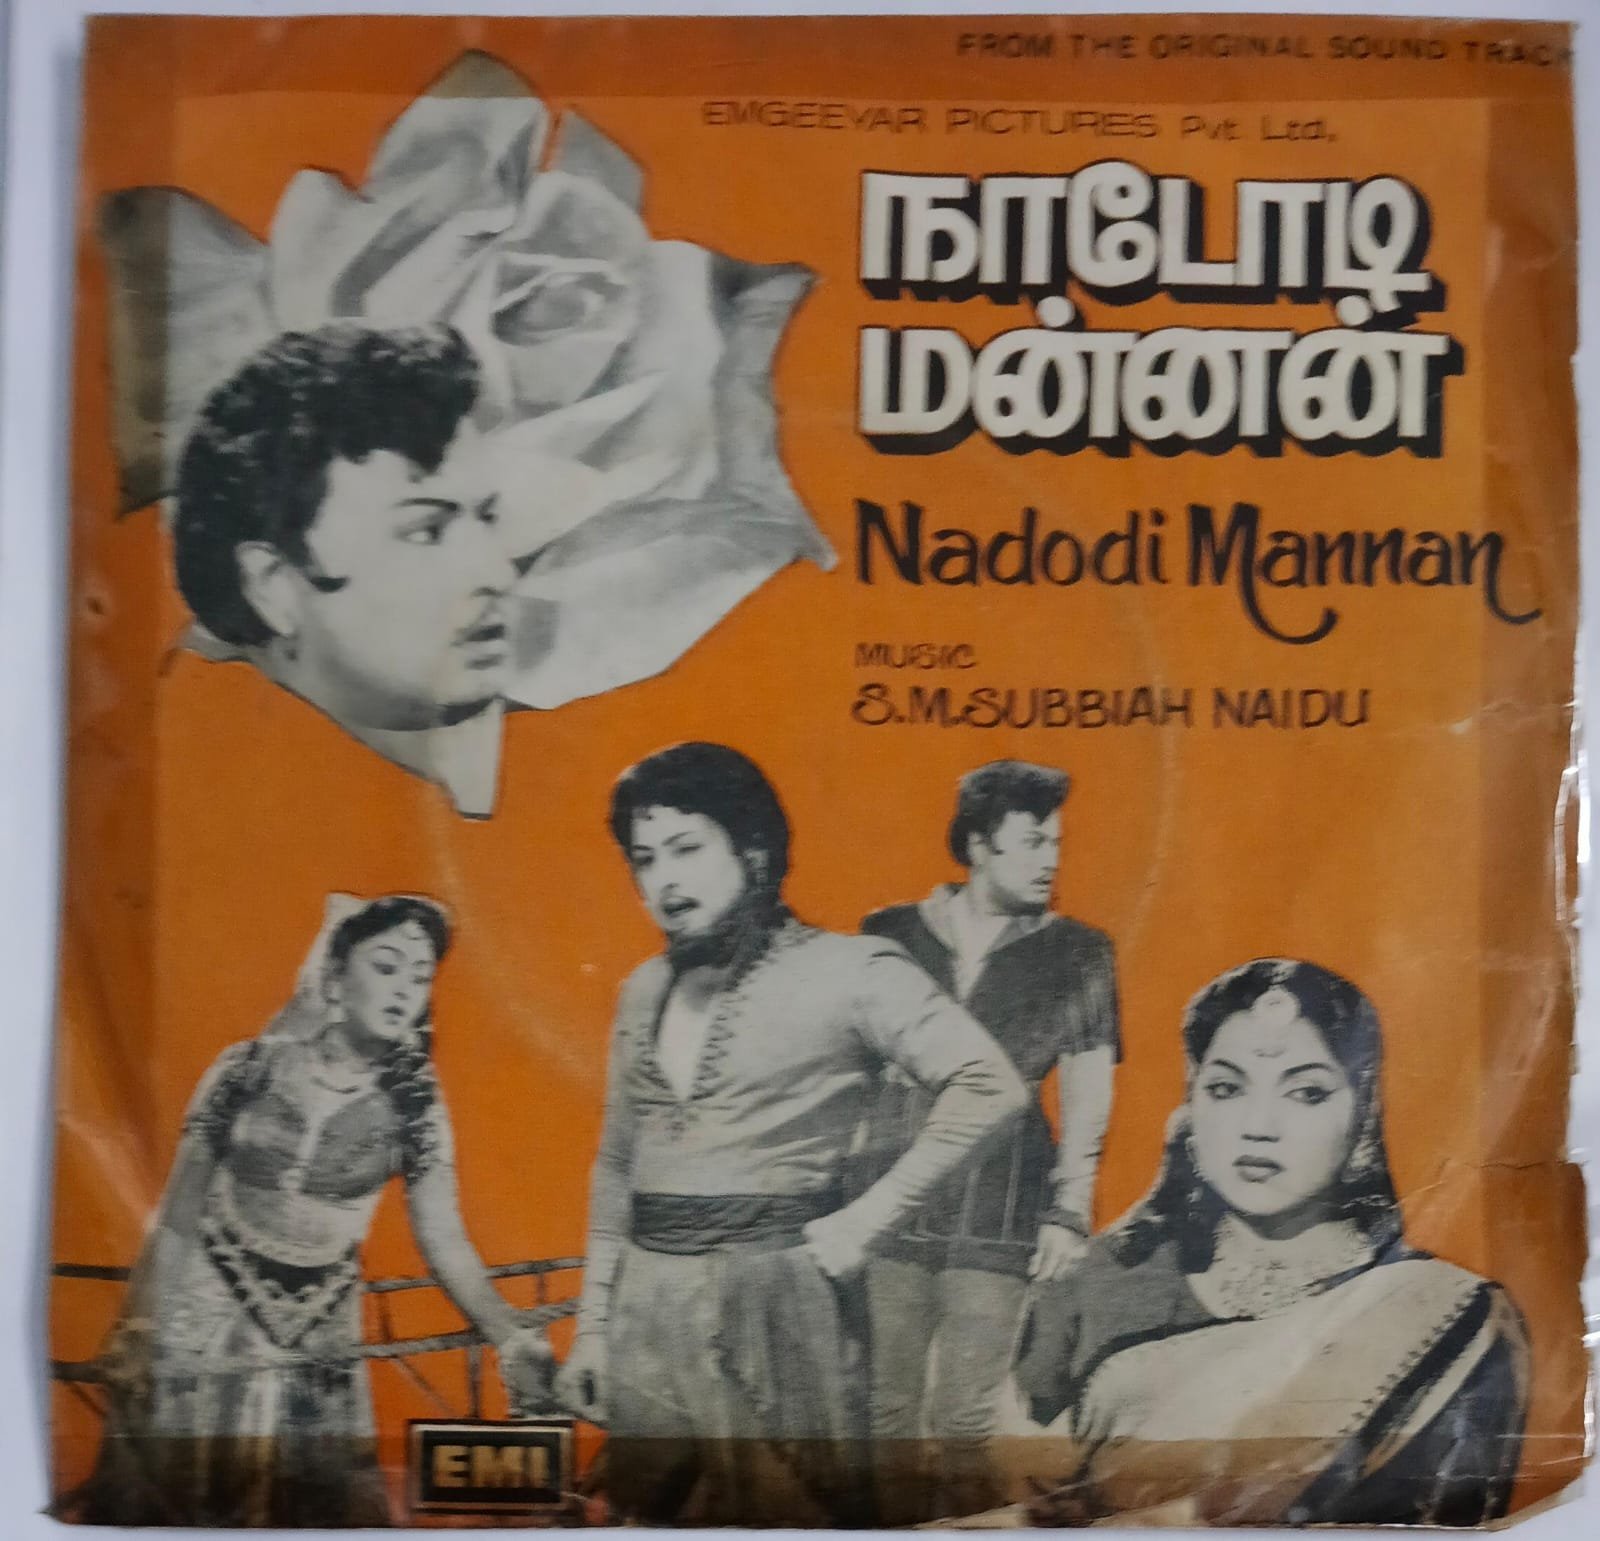 FROM THE ORIGINAL SOUND TRACK
EMGEEYAR PICTURES Pvt. Ltd.
நாடோடி
மன்னன்
Nadodi Mannan
MUSIC
S.M.SUBBIAH NAIDU
EMI